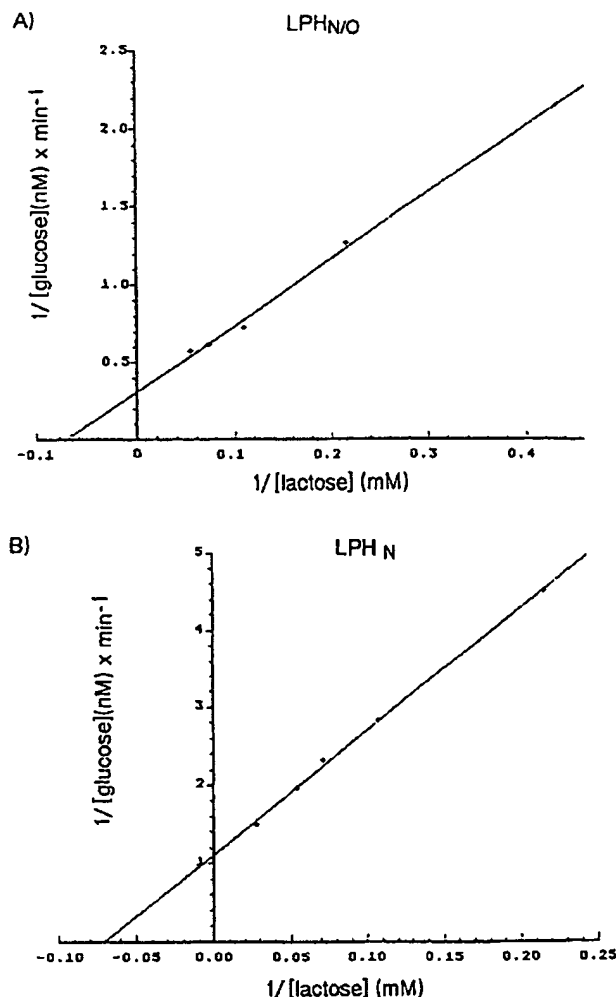 A)
LPHN/O
2.5
2.0
1.5
1.0
0.5
1/ [glucose](nM) x min-1
-0.1 0 0.1 0.2 0.3 0.4
1/ [lactose] (mM)
B)
LPH N
5
4
3
2
1
1/ [glucose](nM) x min-1
-0.10 -0.05 0.00 0.05 0.10 0.15 0.20 0.25
1/ [lactose] (mM)